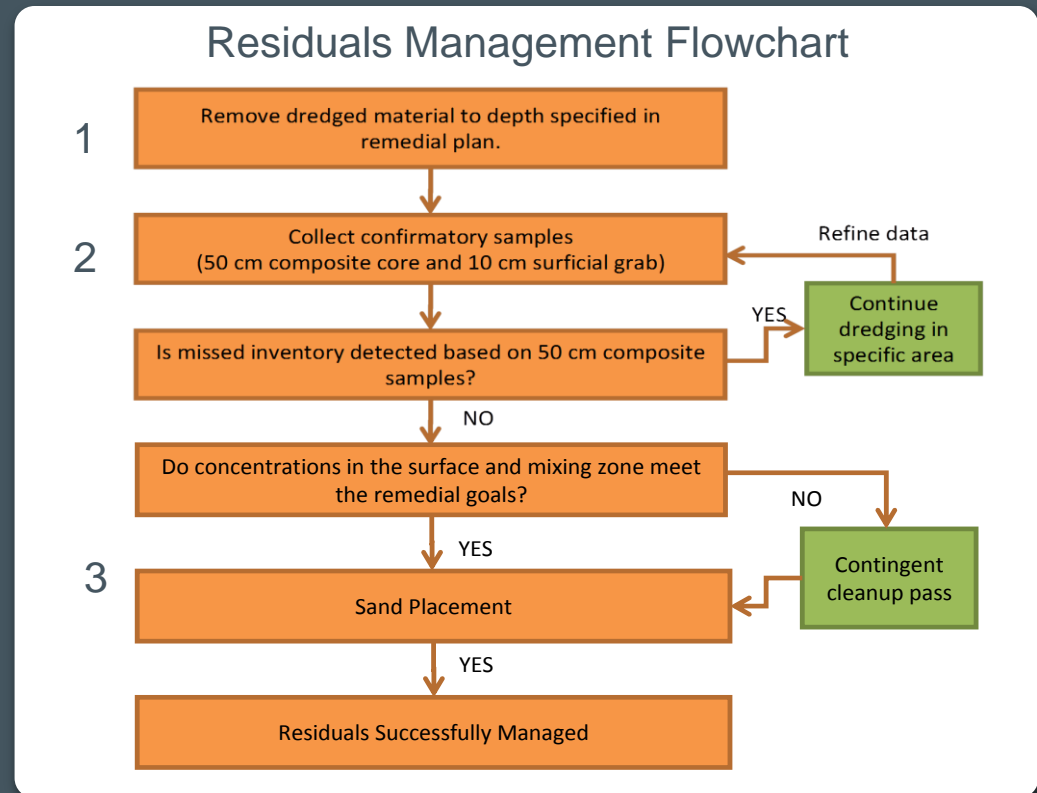 Residuals Management Flowchart
1
Remove dredged material to depth specified in
remedial plan.
2
Collect confirmatory samples
(50 cm composite core and 10 cm surficial grab)
Refine data
YES
Continue
dredging in
specific area
Is missed inventory detected based on 50 cm composite
samples?
NO
Do concentrations in the surface and mixing zone meet
the remedial goals?
NO
YES
Contingent
cleanup pass
3
Sand Placement
YES
Residuals Successfully Managed